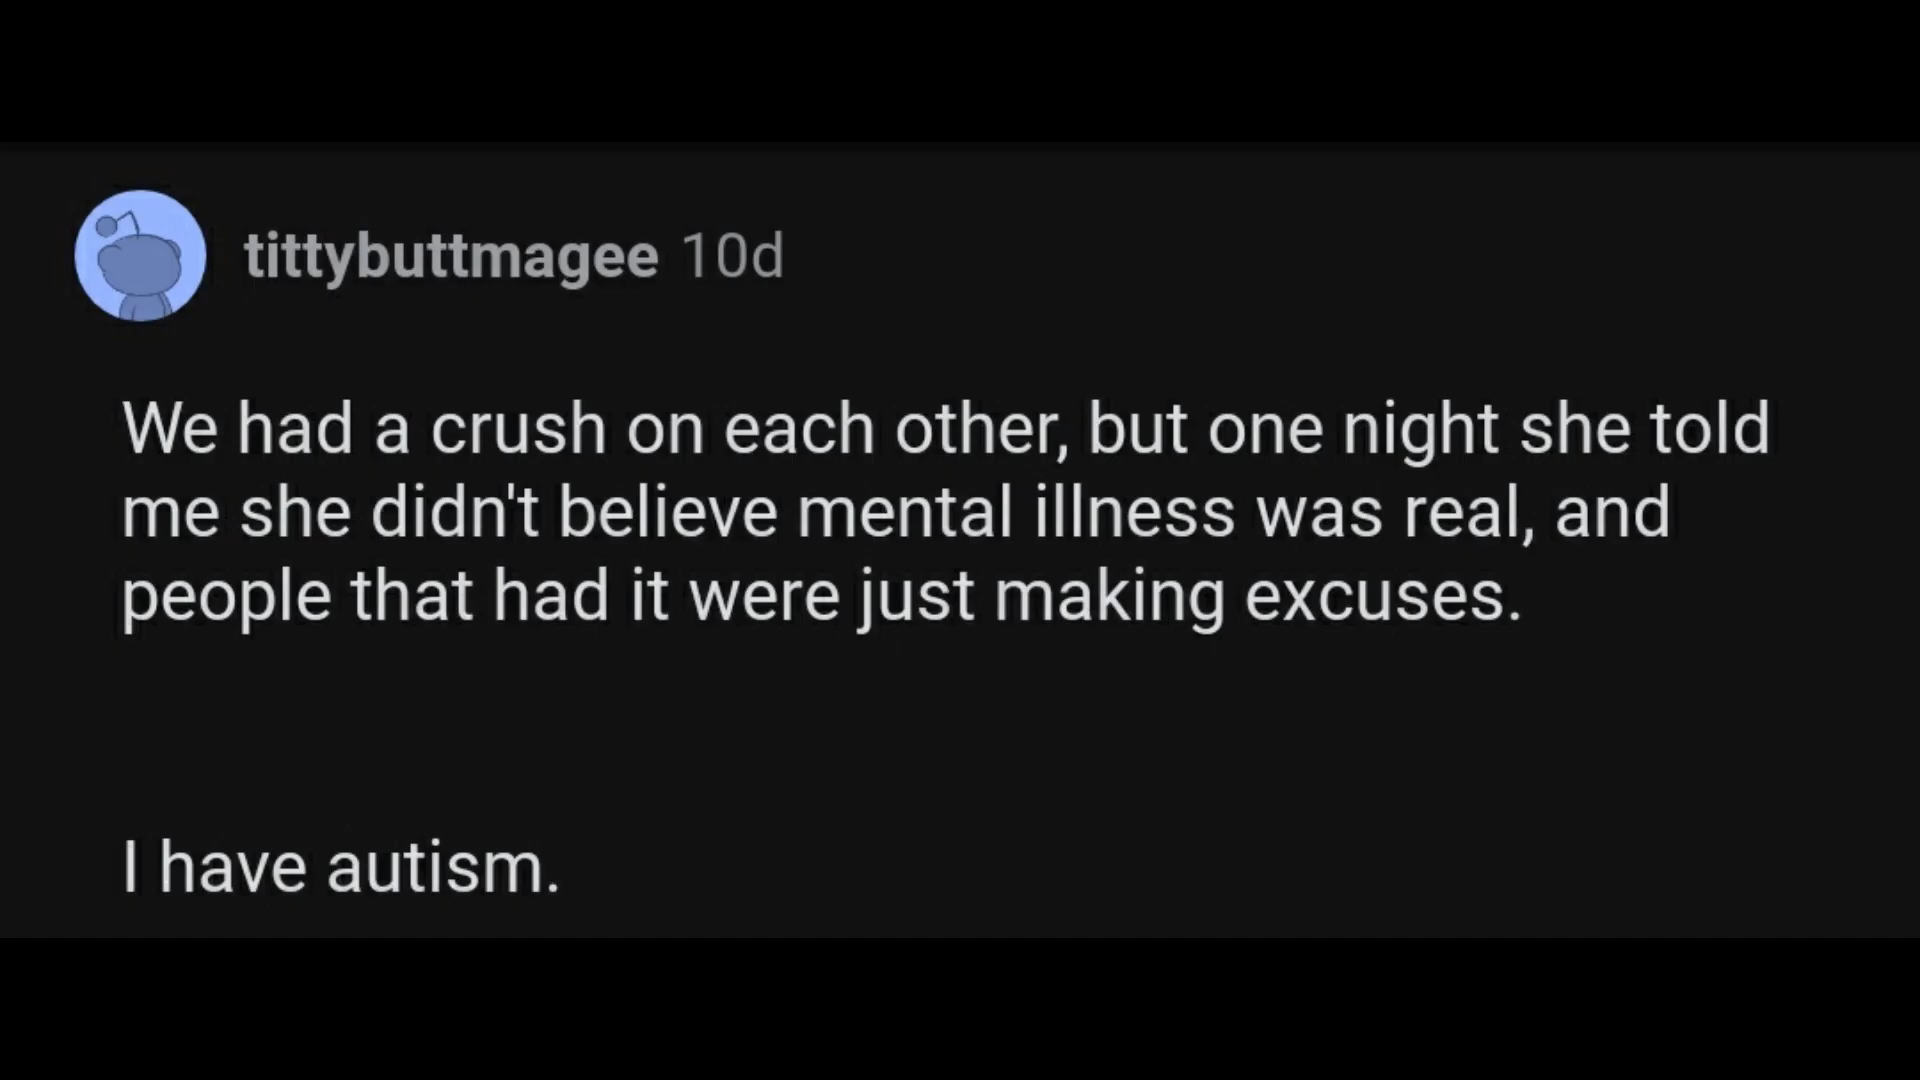 tittybuttmagee 10d
We had a crush on each other, but one night she told
me she didn't believe mental illness was real, and
people that had it were just making excuses.
I have autism.